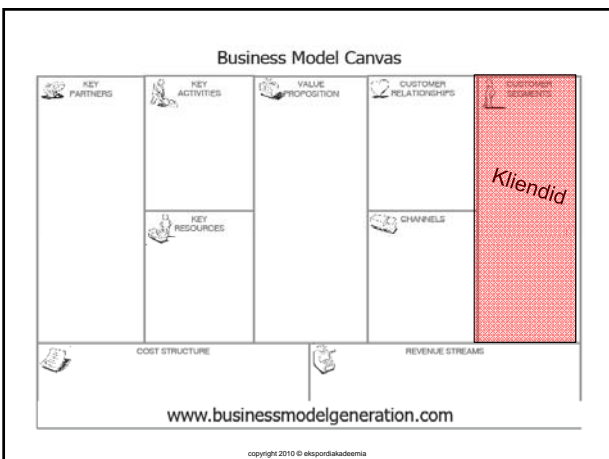 Business Model Canvas
KEY
PARTNERS
KEY
ACTIVITIES
KEY
RESOURCES
VALUE
PROPOSITION
CUSTOMER
RELATIONSHIPS
CHANNELS
CUSTOMER
SEGMENTS
Kliendid
COST STRUCTURE
REVENUE STREAMS
www.businessmodelgeneration.com
copyright 2010 © ekspordiakadeemia